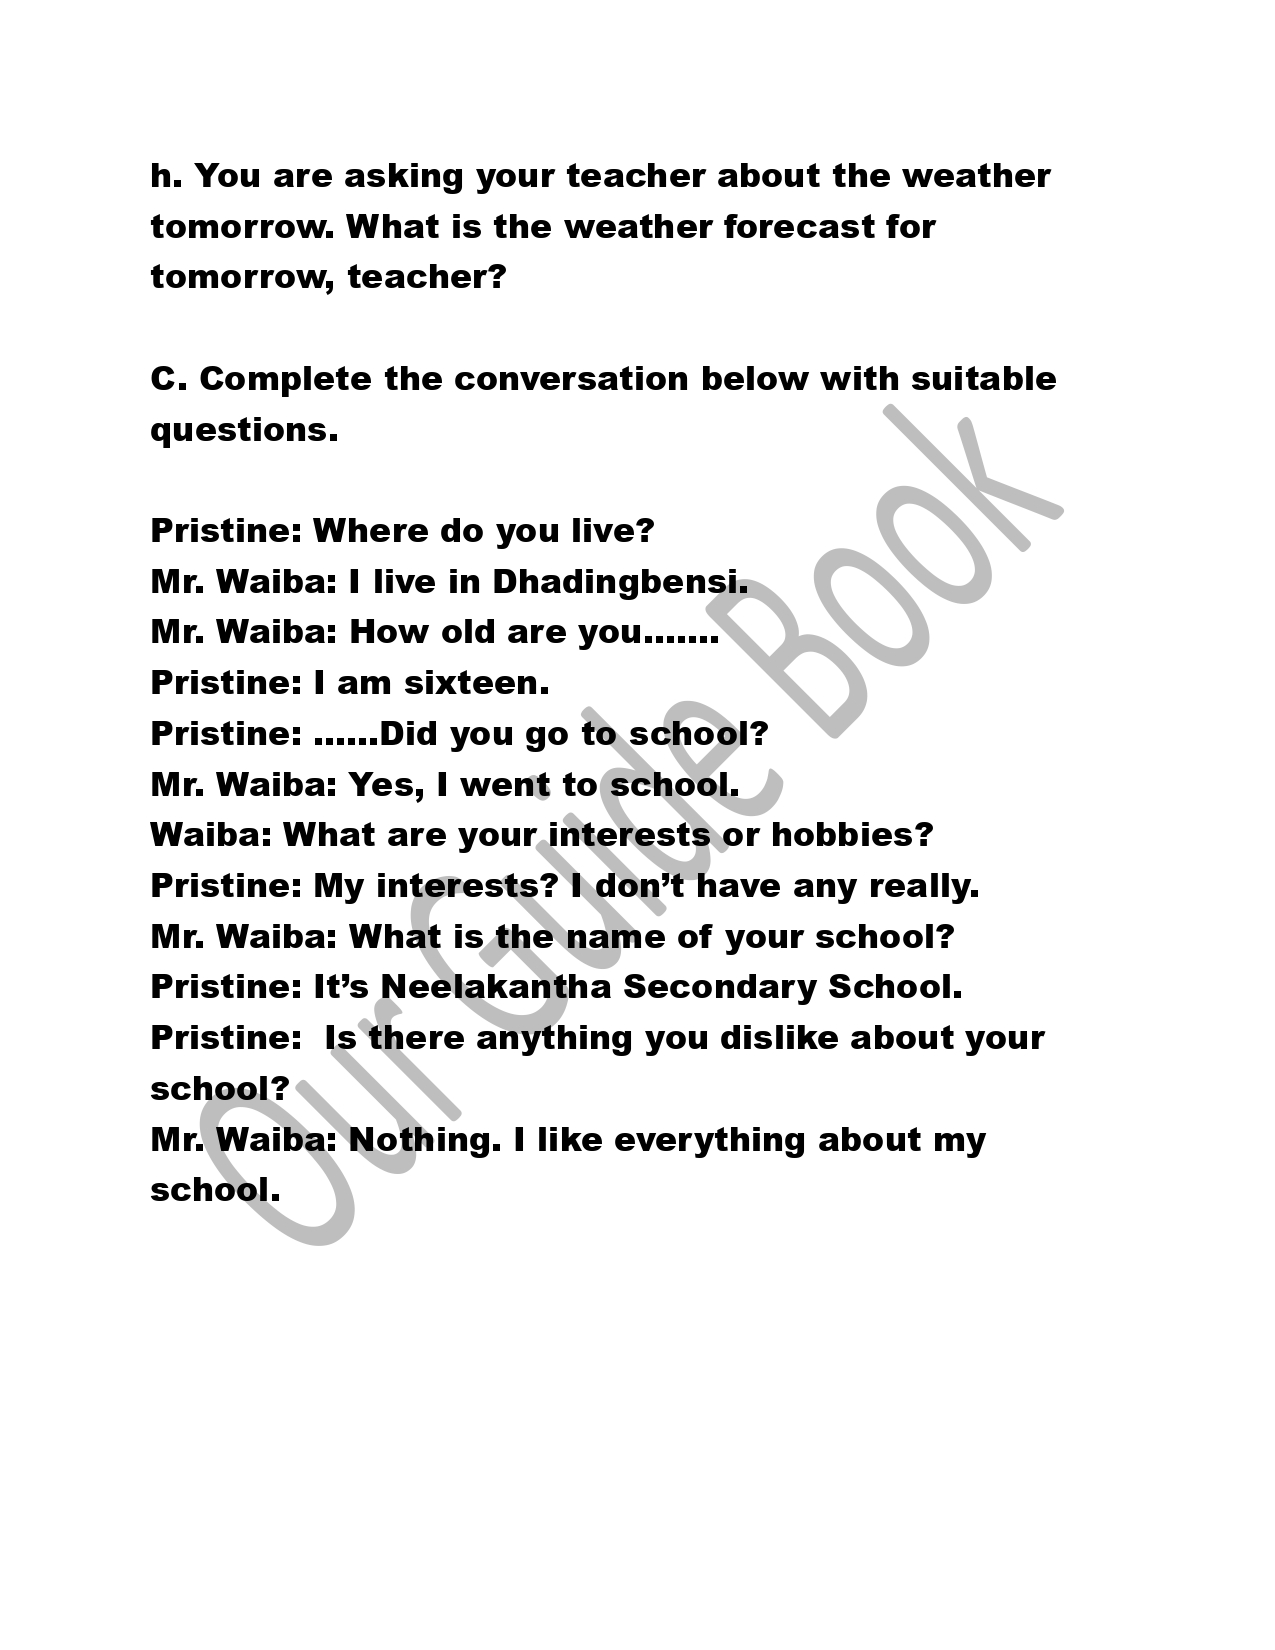 h. You are asking your teacher about the weather
tomorrow. What is the weather forecast for
tomorrow, teacher?
C. Complete the conversation below with suitable
questions.
Pristine: Where do you live?
Mr. Waiba: I live in Dhadingbensi.
Mr. Waiba: How old are you.......
Pristine: I am sixteen.
Pristine: ......Did you go to school?
Mr. Waiba: Yes, I went to school.
Waiba: What are your interests or hobbies?
Pristine: My interests? I don’t have any really.
Mr. Waiba: What is the name of your school?
Pristine: It’s Neelakantha Secondary School.
Pristine:  Is there anything you dislike about your
school?
Mr. Waiba: Nothing. I like everything about my
school.
Our Guide Book